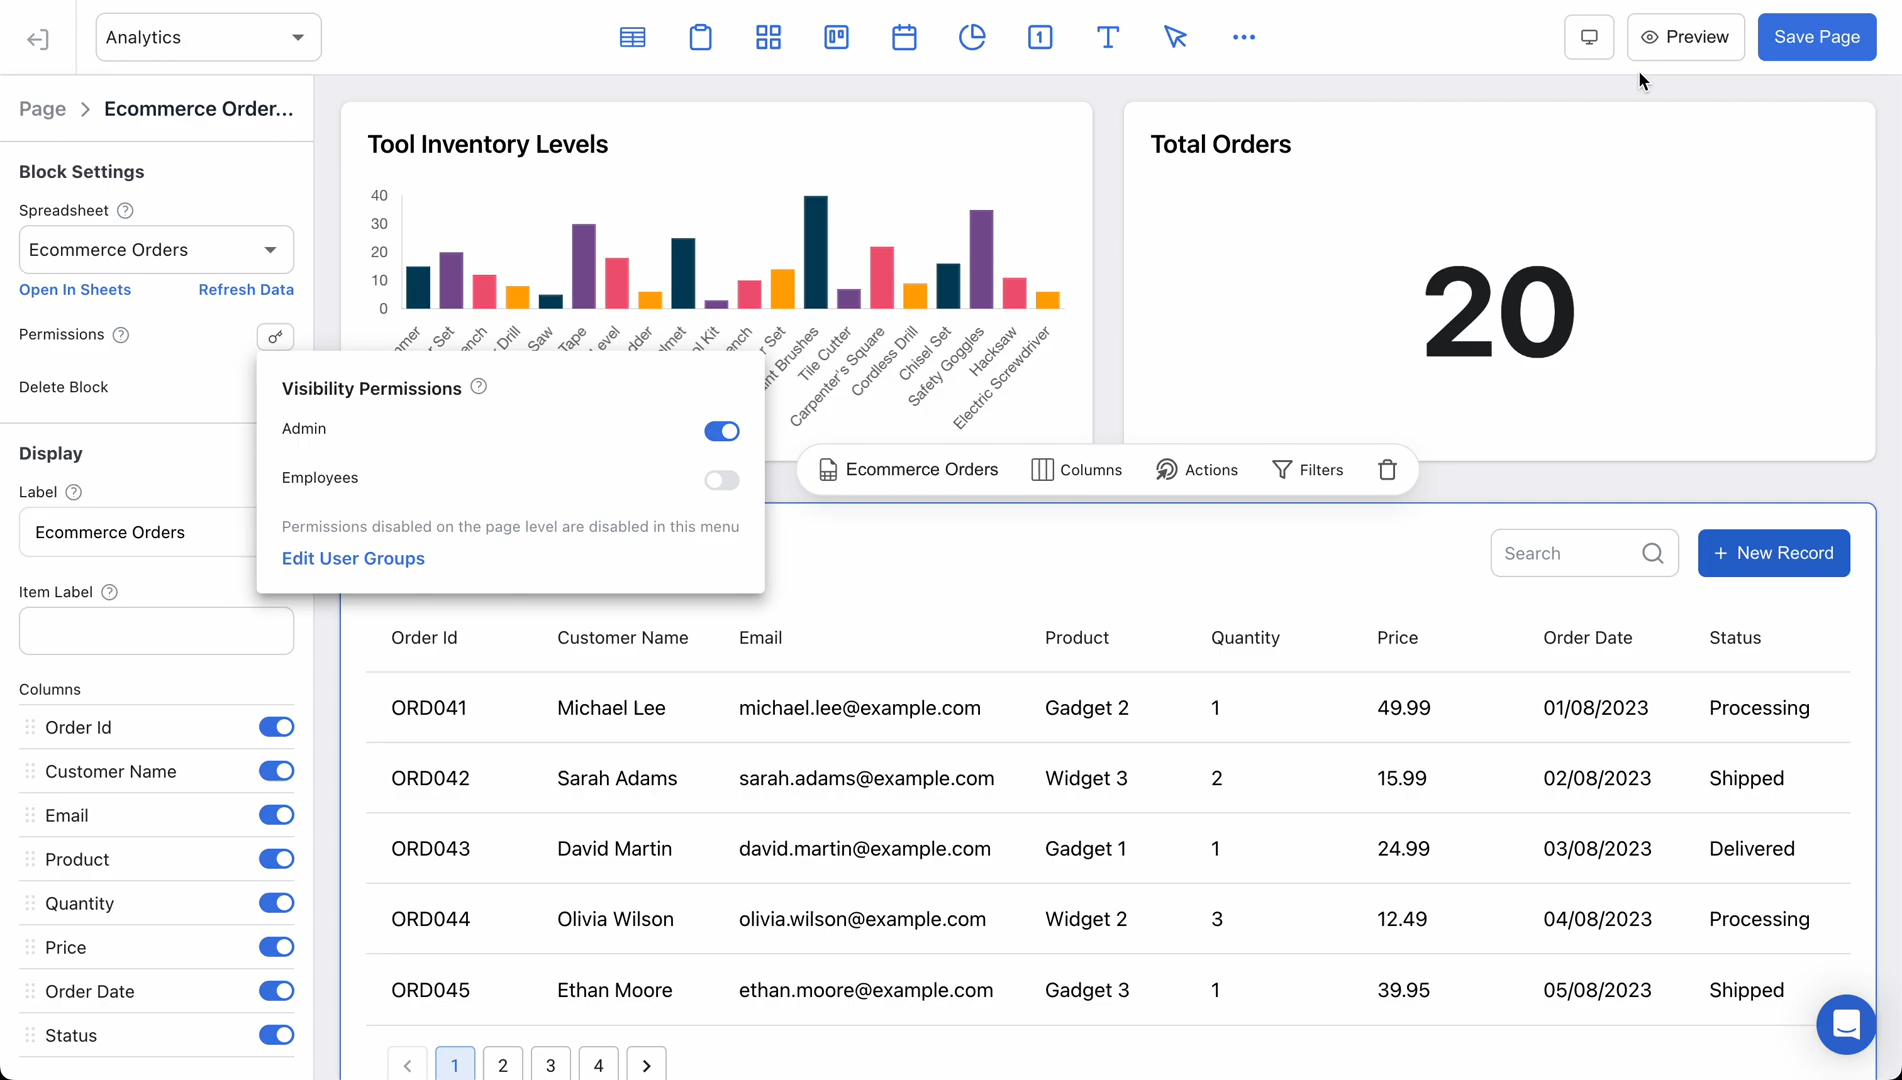 Analytics
1
T
Preview
Save Page
Page > Ecommerce Order...
Block Settings
Spreadsheet ?
Ecommerce Orders
Open In Sheets
Refresh Data
Permissions ?
Delete Block
Display
Label ?
Ecommerce Orders
Item Label ?
Columns
Order Id
Customer Name
Email
Product
Quantity
Price
Order Date
Status
Visibility Permissions ?
Admin
Employees
Permissions disabled on the page level are disabled in this menu
Edit User Groups
Tool Inventory Levels
40
30
20
10
0
Saw
Tape
Level
Kit
Tile Cutter
Carpenter's Square
Cordless Drill
Chisel Set
Safety Goggles
Hacksaw
Electric Screwdriver
Total Orders
20
Ecommerce Orders
Columns
Actions
Filters
Search
+ New Record
Order Id Customer Name Email Product Quantity Price Order Date Status
ORD041 Michael Lee michael.lee@example.com Gadget 2 1 49.99 01/08/2023 Processing
ORD042 Sarah Adams sarah.adams@example.com Widget 3 2 15.99 02/08/2023 Shipped
ORD043 David Martin david.martin@example.com Gadget 1 1 24.99 03/08/2023 Delivered
ORD044 Olivia Wilson olivia.wilson@example.com Widget 2 3 12.49 04/08/2023 Processing
ORD045 Ethan Moore ethan.moore@example.com Gadget 3 1 39.95 05/08/2023 Shipped
< 1 2 3 4 >